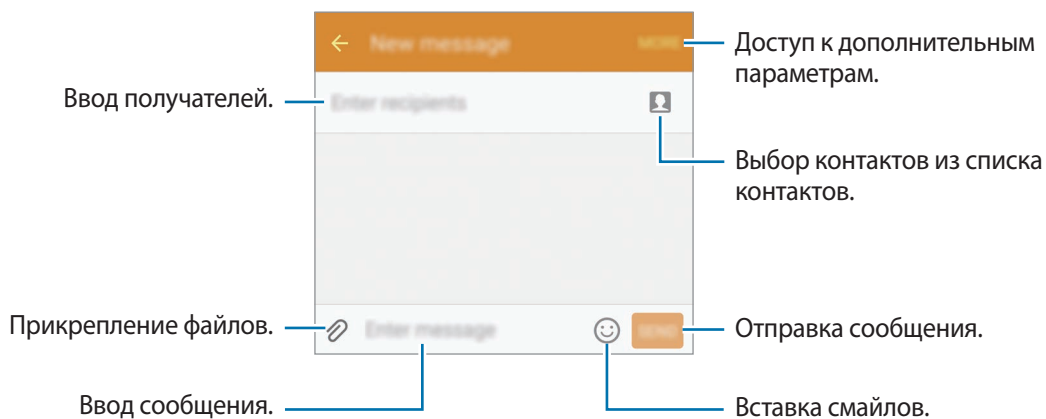 New message
MORE
Доступ к дополнительным
параметрам.
Ввод получателей.
Enter recipients
Выбор контактов из списка
контактов.
Прикрепление файлов.
Enter message
SEND
Отправка сообщения.
Ввод сообщения.
Вставка смайлов.